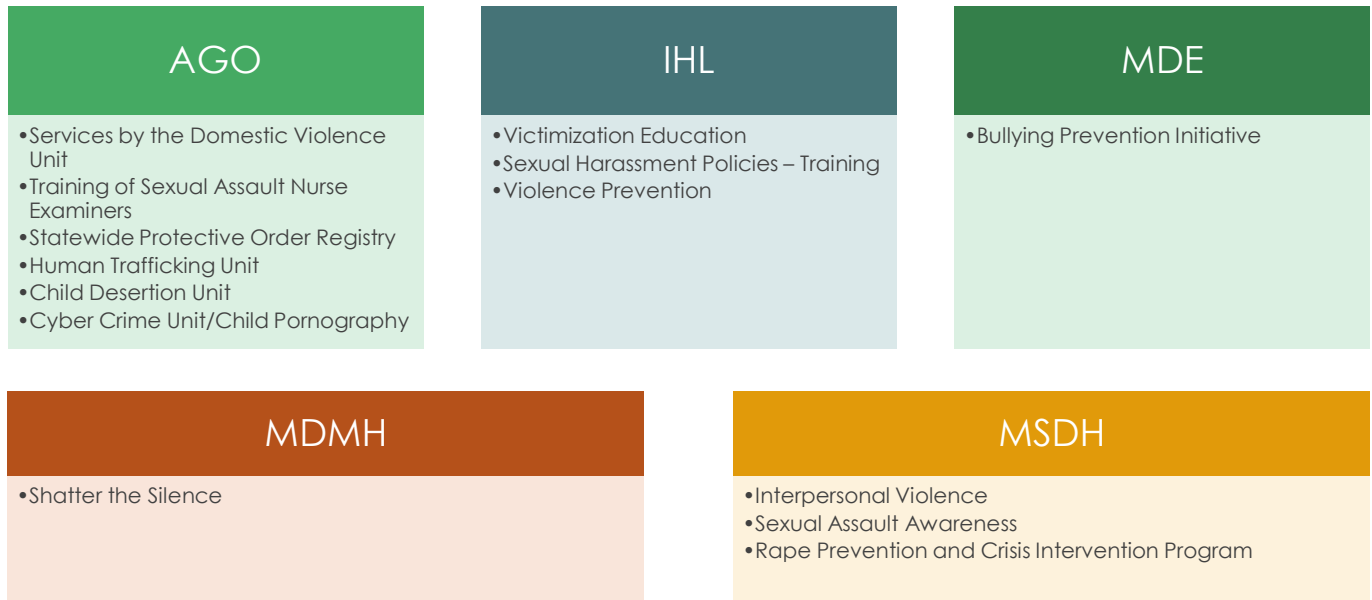 AGO
•Services by the Domestic Violence
Unit
•Training of Sexual Assault Nurse
Examiners
•Statewide Protective Order Registry
•Human Trafficking Unit
•Child Desertion Unit
•Cyber Crime Unit/Child Pornography
IHL
•Victimization Education
•Sexual Harassment Policies – Training
•Violence Prevention
MDE
•Bullying Prevention Initiative
MDMH
•Shatter the Silence
MSDH
•Interpersonal Violence
•Sexual Assault Awareness
•Rape Prevention and Crisis Intervention Program